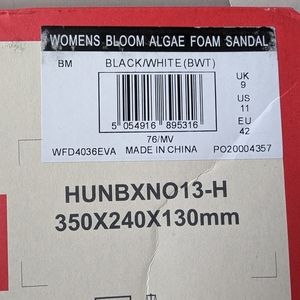 WOMENS BLOOM ALGAE FOAM SANDAL
BM BLACK/WHITE (BWT)
UK
9
US
11
EU
42
5 054916 895316
76/MV
WFD4036EVA MADE IN CHINA PO20004357
HUNBXNO13-H
350X240X130mm